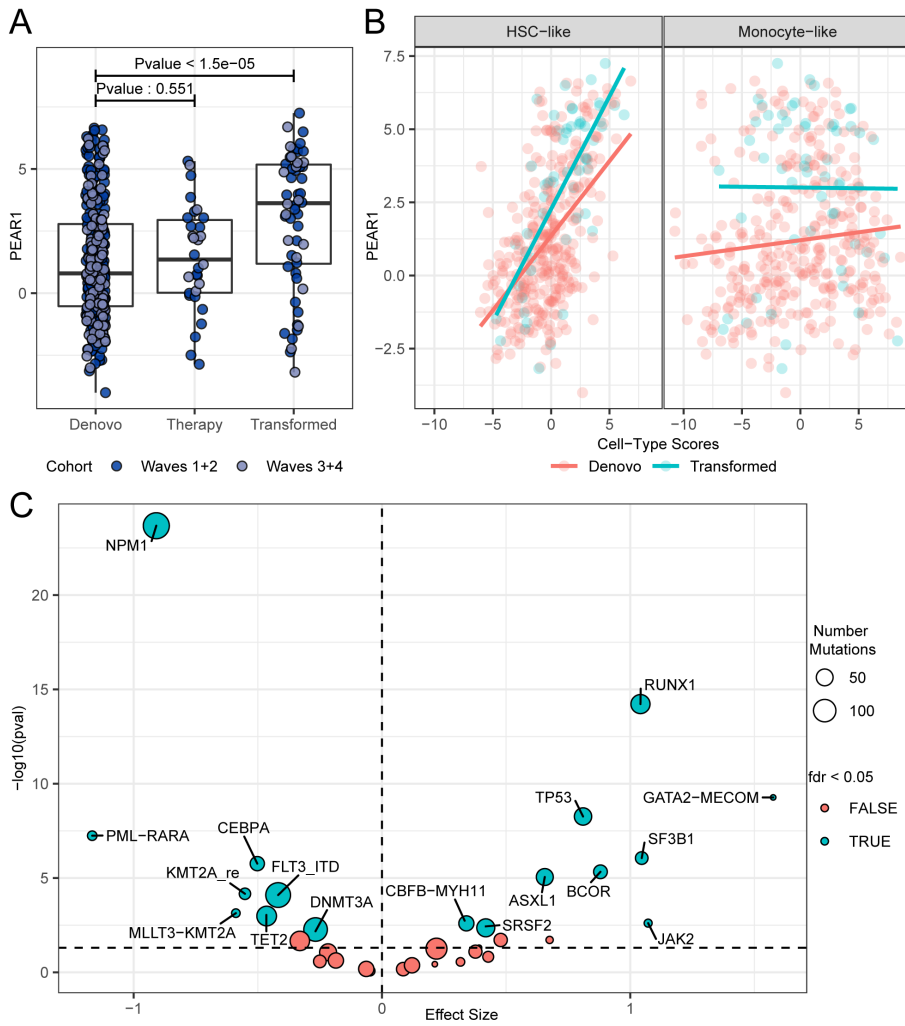 A
Pvalue < 1.5e−05
Pvalue : 0.551
PEAR1
5
0
Denovo
Therapy
Transformed
Cohort
Waves 1+2
Waves 3+4
B
HSC−like
Monocyte−like
PEAR1
7.5
5.0
2.5
0.0
−2.5
−10
−5
0
5
−10
−5
0
5
Cell−Type Scores
Denovo
Transformed
C
−log10(pval)
20
15
10
5
0
NPM1
RUNX1
TP53
GATA2−MECOM
PML−RARA
CEBPA
SF3B1
KMT2A_re
FLT3_ITD
BCOR
CBFB−MYH11
ASXL1
DNMT3A
MLLT3−KMT2A
TET2
SRSF2
JAK2
−1
0
1
Effect Size
Number
Mutations
50
100
fdr < 0.05
FALSE
TRUE